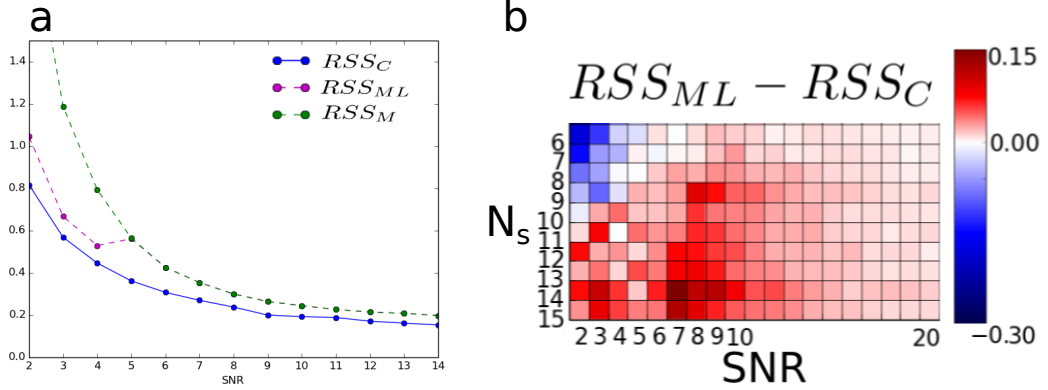 a
1.4
1.2
1.0
0.8
0.6
0.4
0.2
0.0
2 3 4 5 6 7 8 9 10 11 12 13 14
SNR
RSS_C
RSS_ML
RSS_M
b
RSS_ML − RSS_C
0.15
0.00
−0.30
N_s
6
7
8
9
10
11
12
13
14
15
2 3 4 5 6 7 8 9 10 20
SNR